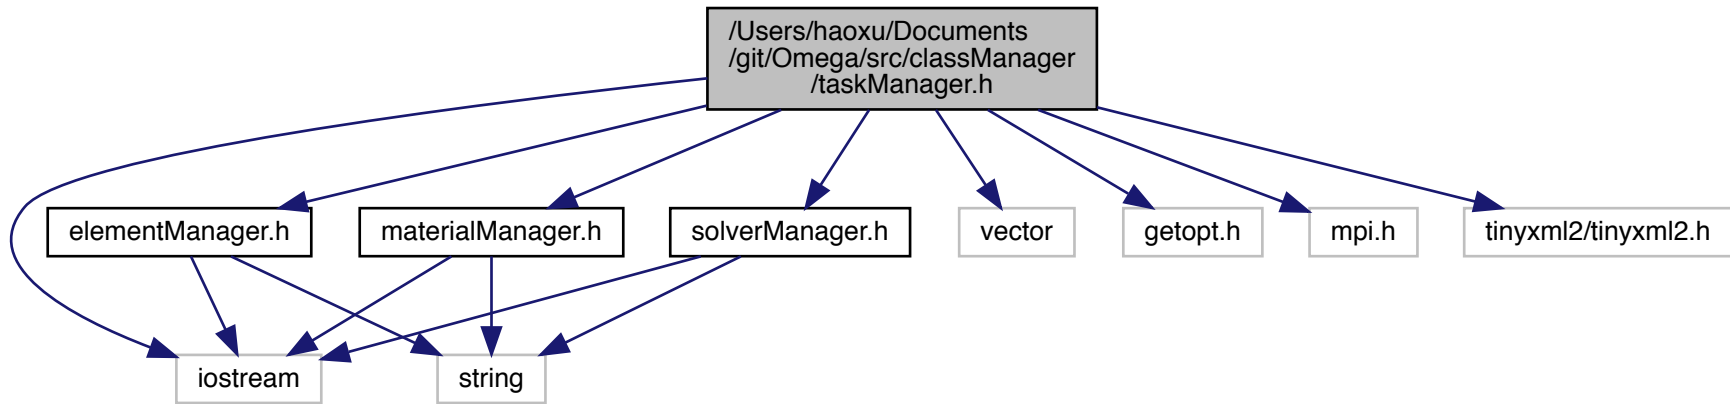 /Users/haoxu/Documents
/git/Omega/src/classManager
/taskManager.h
elementManager.h
materialManager.h
solverManager.h
vector
getopt.h
mpi.h
tinyxml2/tinyxml2.h
iostream
string